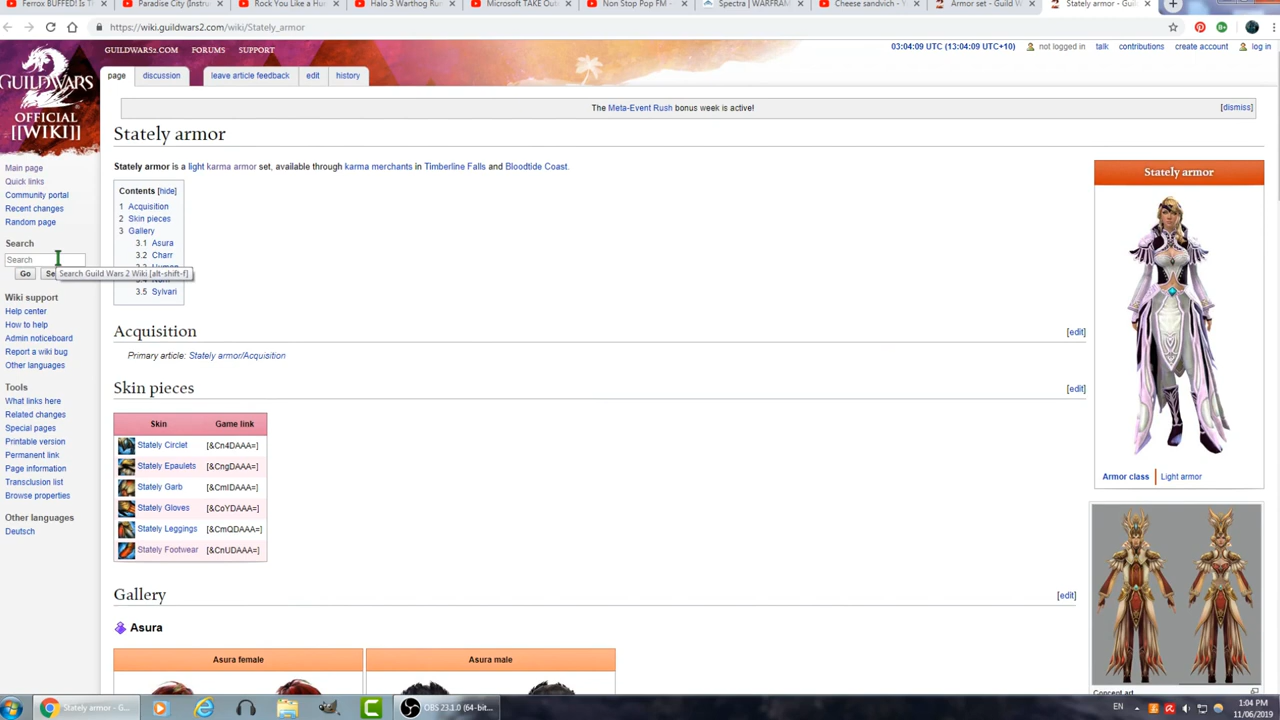 Ferrox BUFFED! Is T
Paradise City (Instru
Rock You Like a Hur
Halo 3 Warthog Run
Microsoft TAKE Out
Non Stop Pop FM -
Spectra | WARFRAM
Cheese sandwich - Y
Armor set - Guild W
Stately armor - Guil
https://wiki.guildwars2.com/wiki/Stately_armor
GUILDWARS2.COM FORUMS SUPPORT
03:04:09 UTC (13:04:09 UTC+10) not logged in talk contributions create account log in
GUILD WARS 2
OFFICIAL
[[WIKI]]
page discussion leave article feedback edit history
The Meta-Event Rush bonus week is active! [dismiss]
Stately armor
Stately armor is a light karma armor set, available through karma merchants in Timberline Falls and Bloodtide Coast.
Main page
Quick links
Community portal
Recent changes
Random page
Search
Search
Go Se
Search Guild Wars 2 Wiki [alt-shift-f]
Wiki support
Help center
How to help
Admin noticeboard
Report a wiki bug
Other languages
Tools
What links here
Related changes
Special pages
Printable version
Permanent link
Page information
Transclusion list
Browse properties
Other languages
Deutsch
Contents [hide]
1 Acquisition
2 Skin pieces
3 Gallery
3.1 Asura
3.2 Charr
3.5 Sylvari
Acquisition [edit]
Primary article: Stately armor/Acquisition
Skin pieces [edit]
Skin Game link
Stately Circlet [&Cn4DAAA=]
Stately Epaulets [&CngDAAA=]
Stately Garb [&CmIDAAA=]
Stately Gloves [&CoYDAAA=]
Stately Leggings [&CmQDAAA=]
Stately Footwear [&CnUDAAA=]
Gallery [edit]
Asura
Asura female Asura male
Stately armor
Armor class Light armor
Concept art
Stately armor - G...
OBS 23.1.0 (64-bit...
EN
1:04 PM
11/06/2019